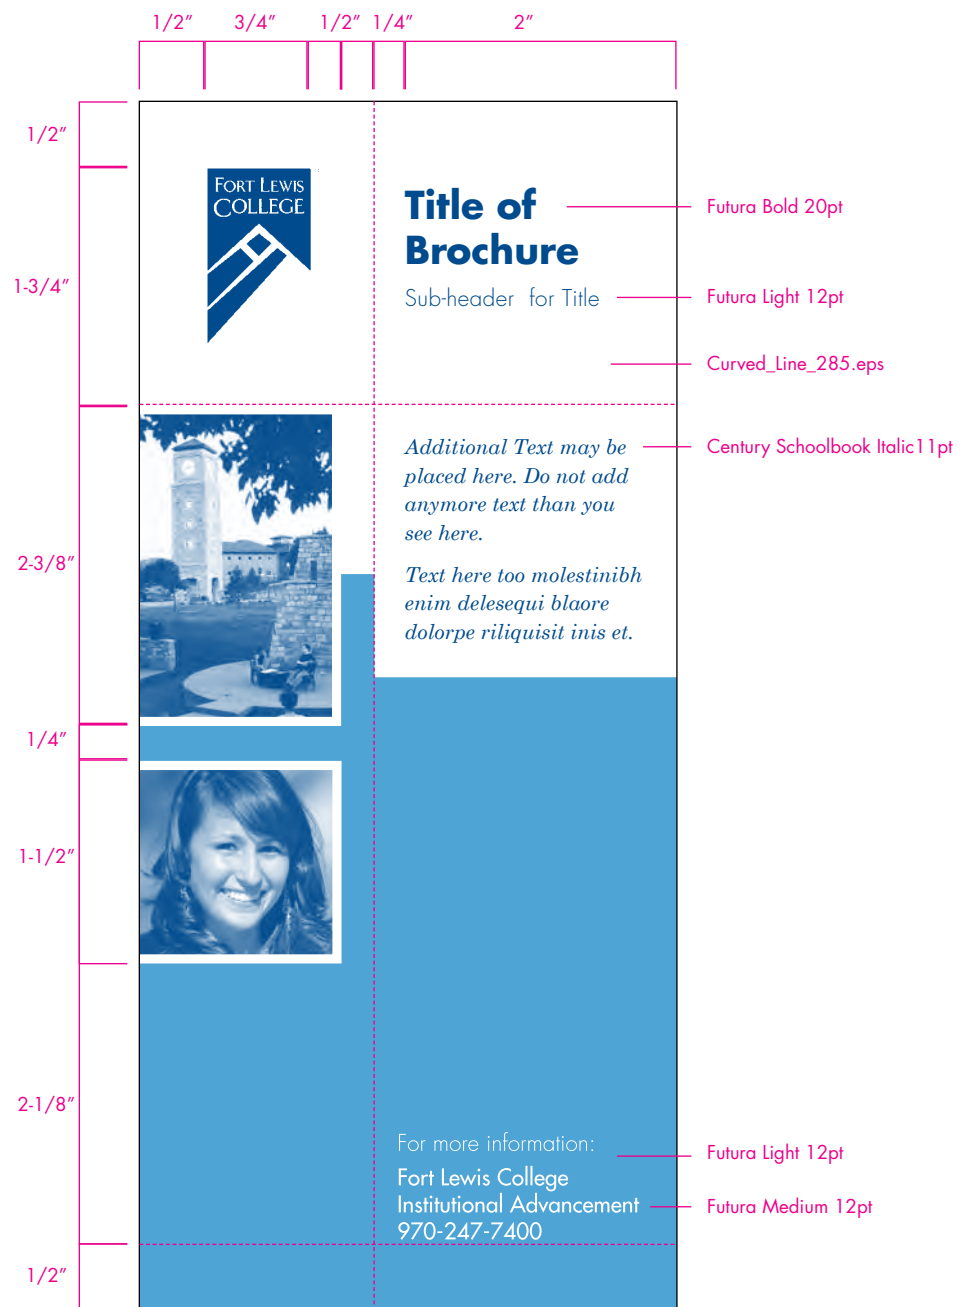 1/2″ 3/4″ 1/2″ 1/4″ 2″
1/2″
FORT LEWIS
COLLEGE
Title of
Brochure
Futura Bold 20pt
1-3/4″
Sub-header for Title
Futura Light 12pt
Curved_Line_285.eps
Additional Text may be
placed here. Do not add
anymore text than you
see here.
Century Schoolbook Italic11pt
2-3/8″
Text here too molestinibh
enim delesequi blaore
dolorpe riliquisit inis et.
1/4″
1-1/2″
2-1/8″
For more information:
Futura Light 12pt
Fort Lewis College
Institutional Advancement
970-247-7400
Futura Medium 12pt
1/2″